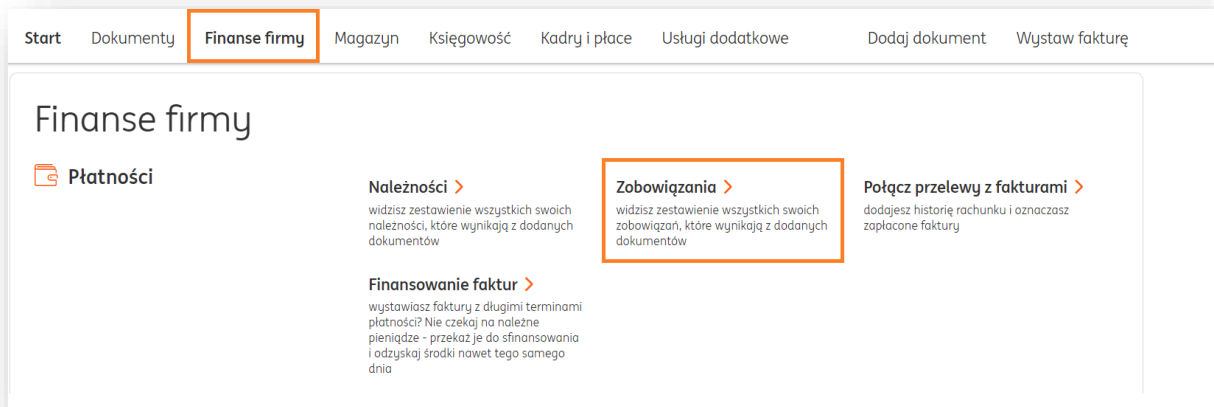 Start Dokumenty Finanse firmy Magazyn Księgowość Kadry i płace Usługi dodatkowe Dodaj dokument Wystaw fakturę
Finanse firmy
Płatności
Należności >
widzisz zestawienie wszystkich swoich
należności, które wynikają z dodanych
dokumentów
Zobowiązania >
widzisz zestawienie wszystkich swoich
zobowiązań, które wynikają z dodanych
dokumentów
Połącz przelewy z fakturami >
dodajesz historię rachunku i oznaczasz
zapłacone faktury
Finansowanie faktur >
wystawiasz faktury z długimi terminami
płatności? Nie czekaj na należne
pieniądze - przekaż je do sfinansowania
i odzyskaj środki nawet tego samego
dnia